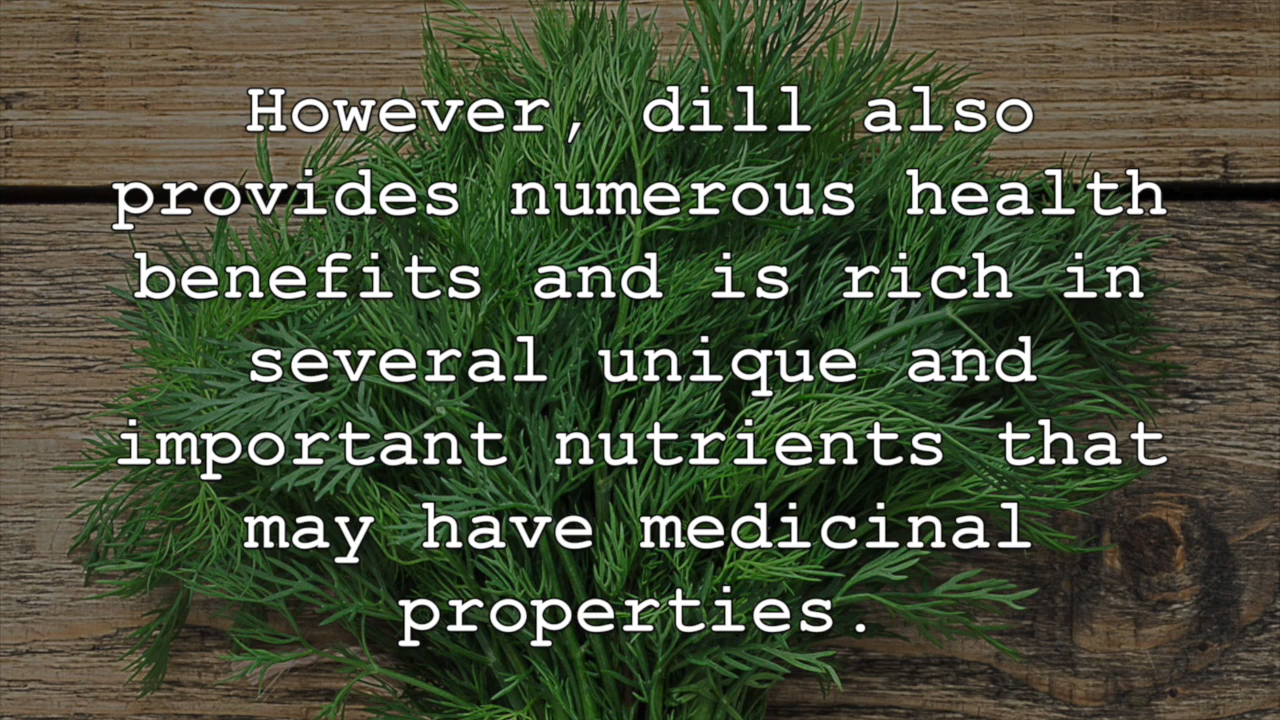 However, dill also
provides numerous health
benefits and is rich in
several unique and
important nutrients that
may have medicinal
properties.